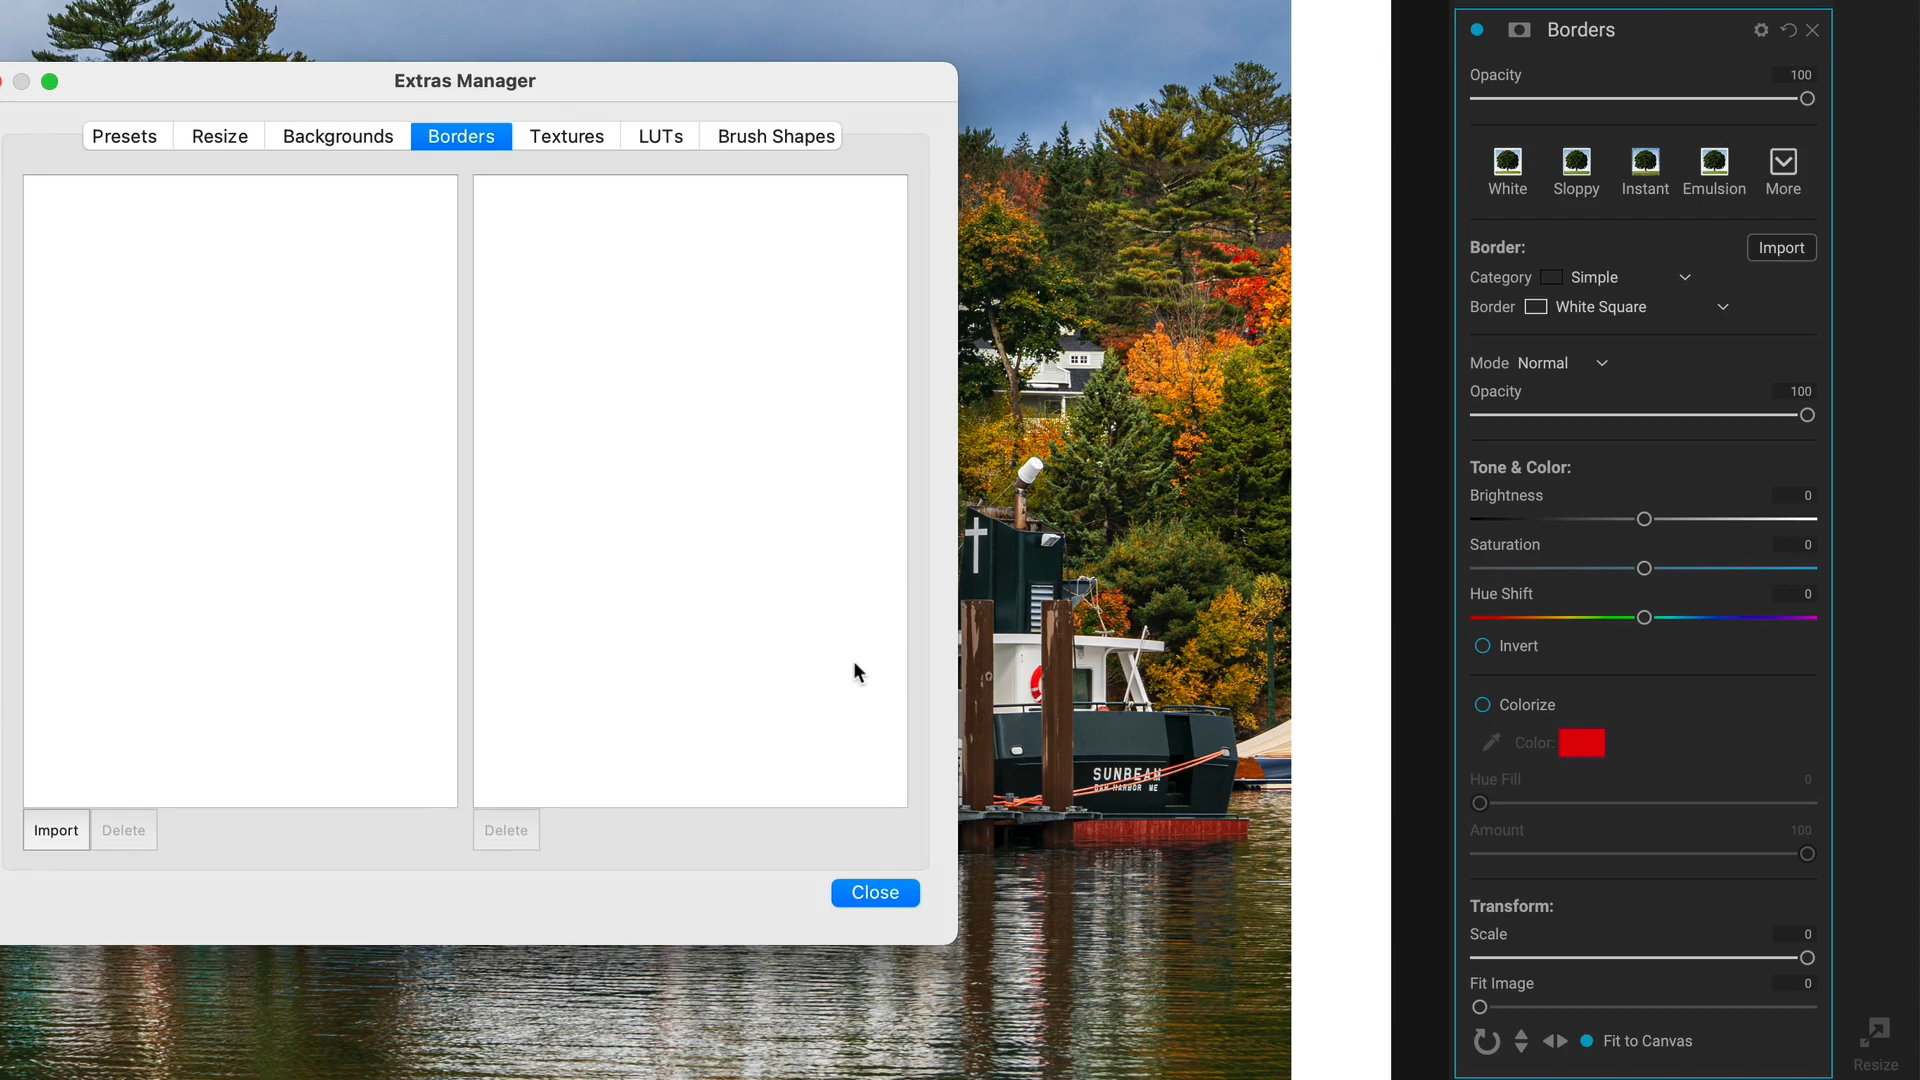 Extras Manager
Presets Resize Backgrounds Borders Textures LUTs Brush Shapes
Import Delete
Delete
Close
SUNBEAM
BAR HARBOR ME
Borders
Opacity 100
White Sloppy Instant Emulsion More
Border: Import
Category Simple
Border White Square
Mode Normal
Opacity 100
Tone & Color:
Brightness 0
Saturation 0
Hue Shift 0
Invert
Colorize
Color:
Hue Fill 0
Amount 100
Transform:
Scale 0
Fit Image 0
Fit to Canvas
Resize